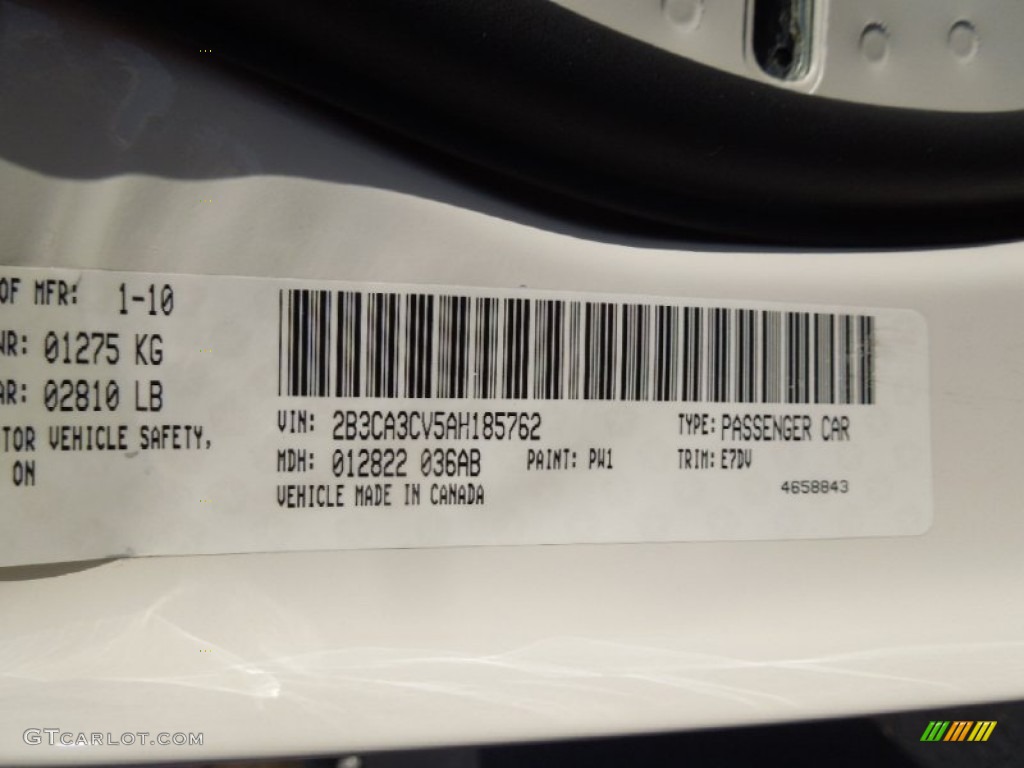 OF MFR: 1-10
WR: 01275 KG
AR: 02810 LB
TOR VEHICLE SAFETY,
ON
VIN: 2B3CA3CV5AH185762 TYPE: PASSENGER CAR
MDH: 012822 036AB PAINT: PW1 TRIM: E7DV
VEHICLE MADE IN CANADA 4658843
GTCARLOT.COM